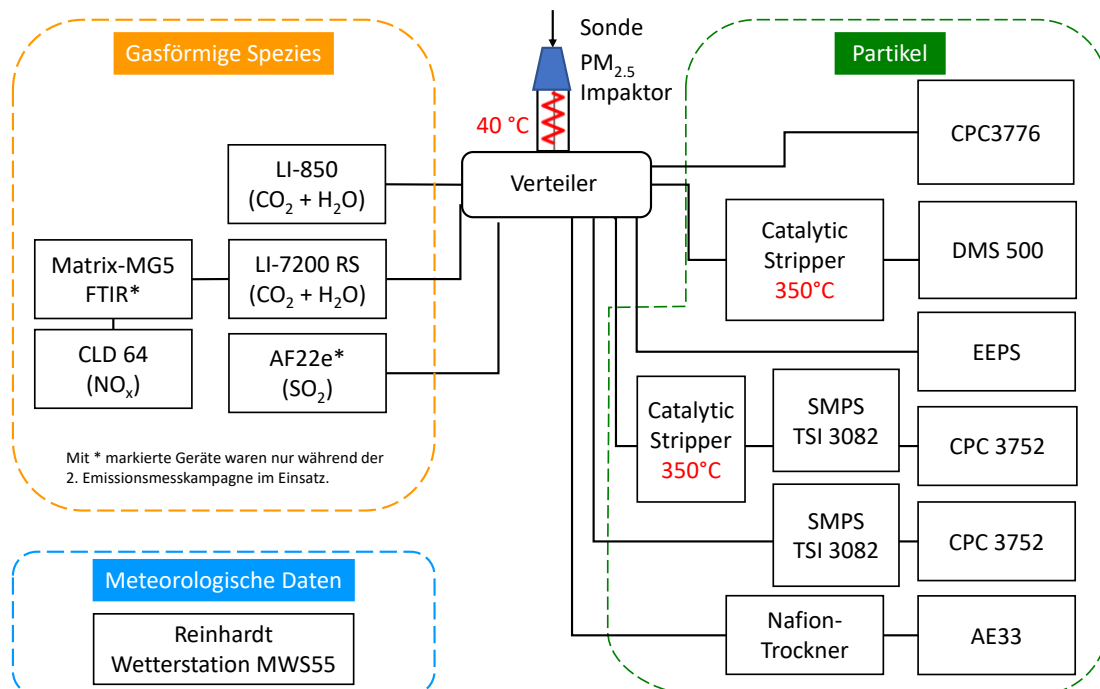 Gasförmige Spezies
LI-850
(CO₂ + H₂O)
Matrix-MG5
FTIR*
LI-7200 RS
(CO₂ + H₂O)
CLD 64
(NOₓ)
AF22e*
(SO₂)
Mit * markierte Geräte waren nur während der
2. Emissionsmesskampagne im Einsatz.
Meteorologische Daten
Reinhardt
Wetterstation MWS55
Sonde
PM₂.₅
Impaktor
40 °C
Verteiler
Partikel
CPC3776
Catalytic
Stripper
350°C
DMS 500
EEPS
Catalytic
Stripper
350°C
SMPS
TSI 3082
CPC 3752
SMPS
TSI 3082
CPC 3752
Nafion-
Trockner
AE33